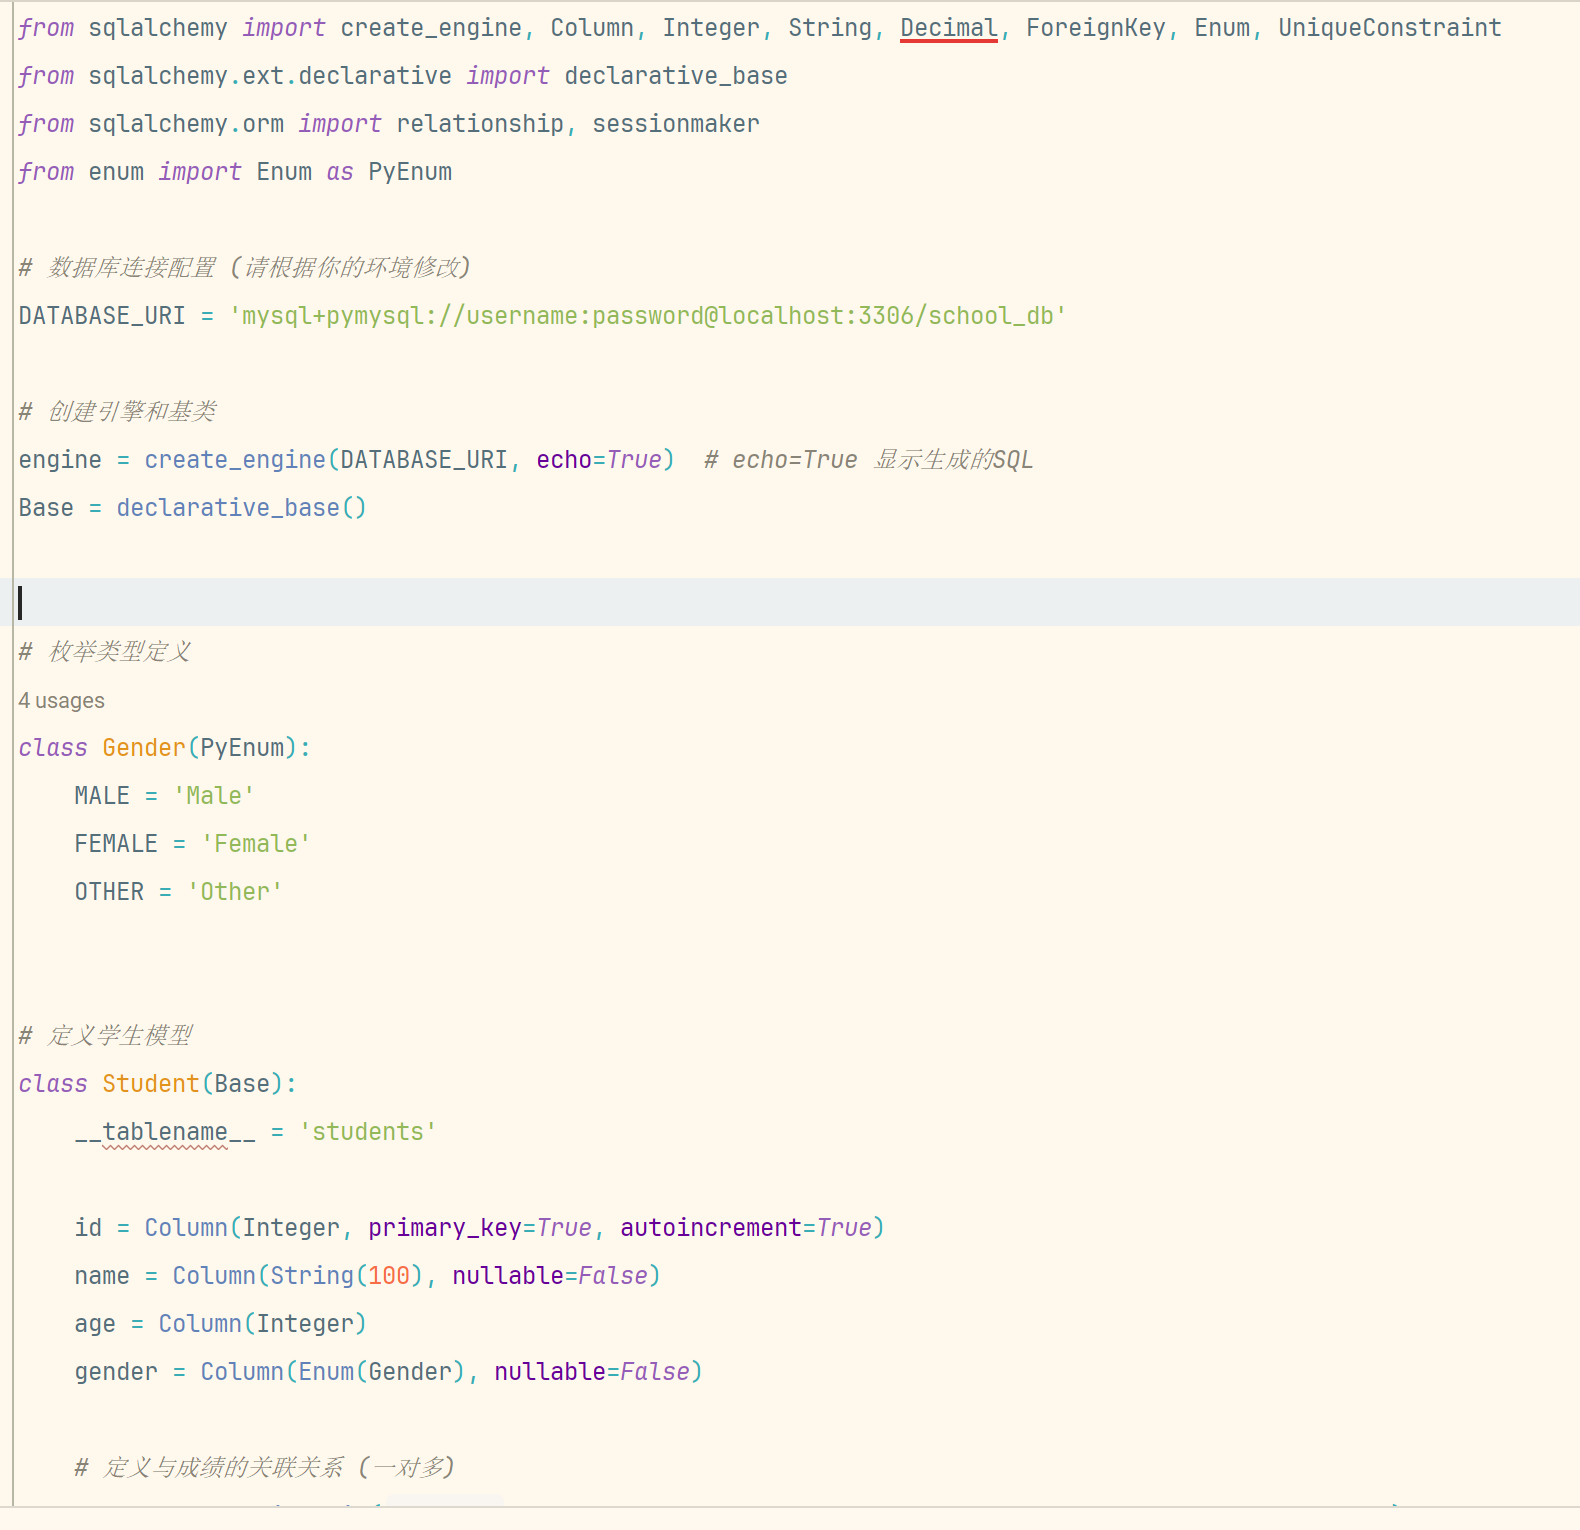 from sqlalchemy import create_engine, Column, Integer, String, Decimal, ForeignKey, Enum, UniqueConstraint
from sqlalchemy.ext.declarative import declarative_base
from sqlalchemy.orm import relationship, sessionmaker
from enum import Enum as PyEnum
# 数据库连接配置 (请根据你的环境修改)
DATABASE_URI = 'mysql+pymysql://username:password@localhost:3306/school_db'
# 创建引擎和基类
engine = create_engine(DATABASE_URI, echo=True)  # echo=True 显示生成的SQL
Base = declarative_base()
# 枚举类型定义
4 usages
class Gender(PyEnum):
    MALE = 'Male'
    FEMALE = 'Female'
    OTHER = 'Other'
# 定义学生模型
class Student(Base):
    __tablename__ = 'students'
    id = Column(Integer, primary_key=True, autoincrement=True)
    name = Column(String(100), nullable=False)
    age = Column(Integer)
    gender = Column(Enum(Gender), nullable=False)
    # 定义与成绩的关联关系 (一对多)